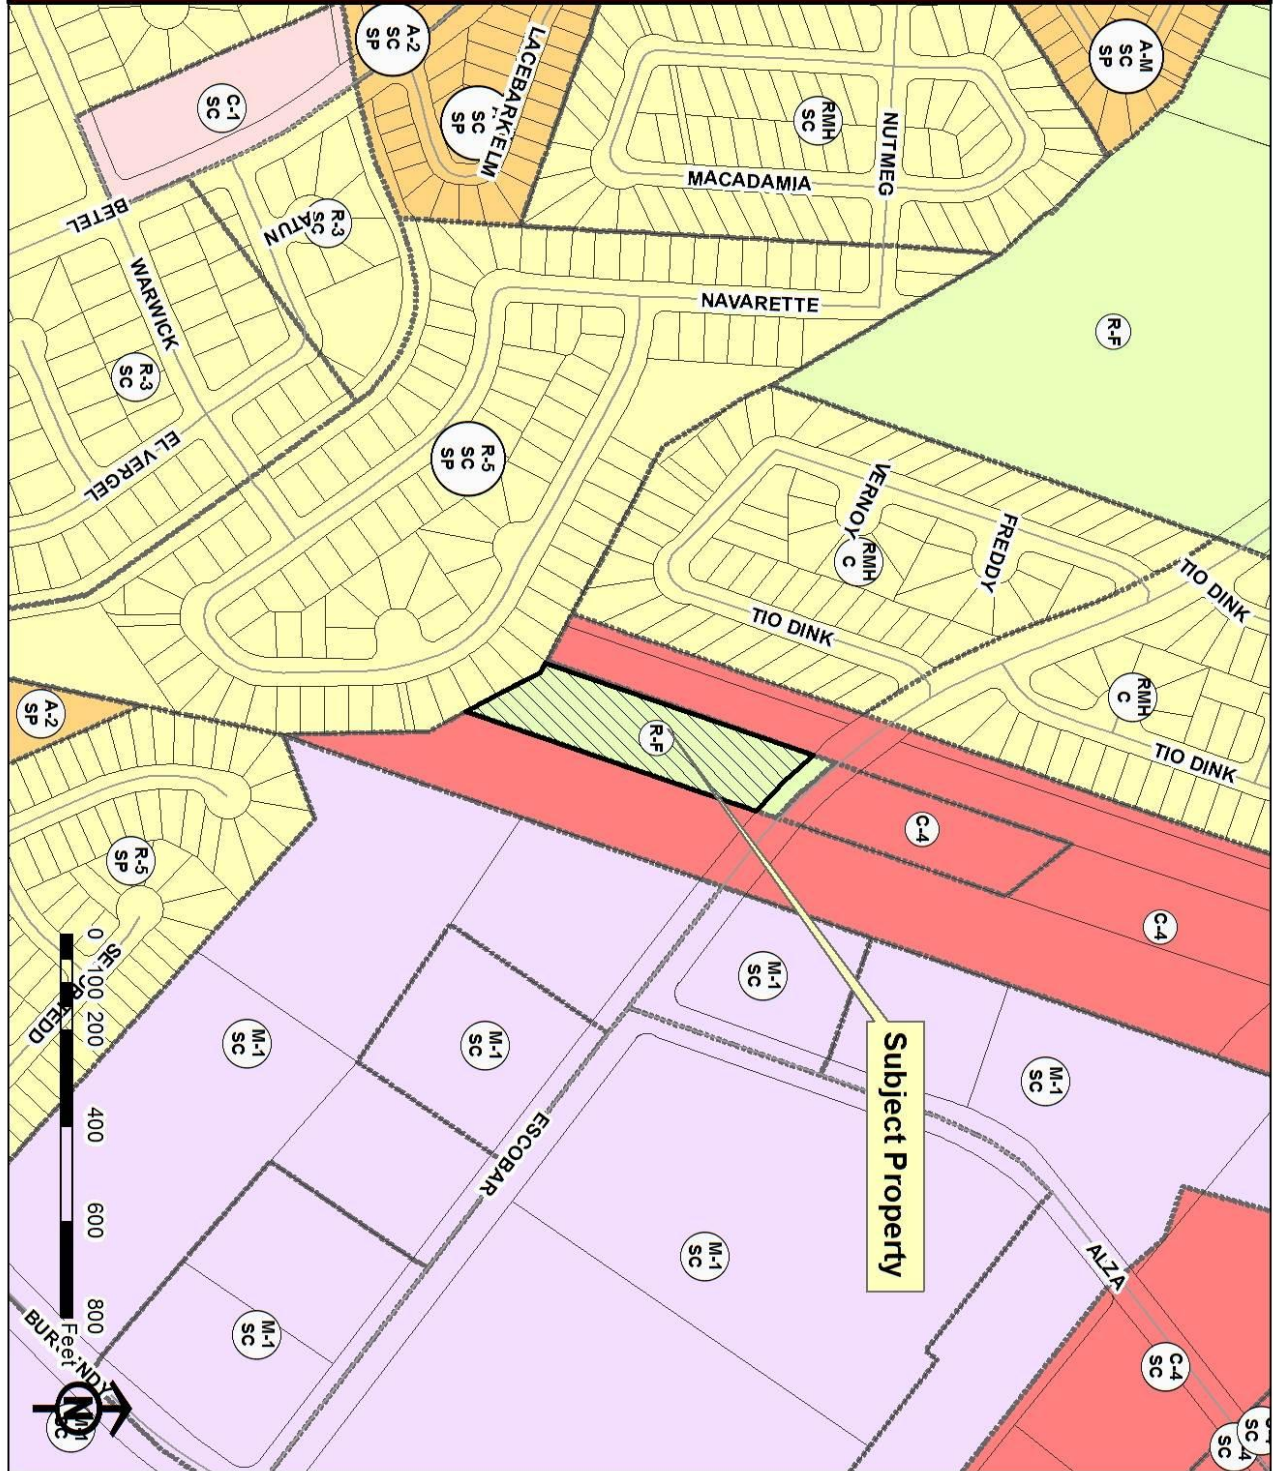 A-2
SC
SP
LACEBARK ELM
SC
SP
A-M
SC
SP
C-1
SC
RMH
SC
NUTMEG
MACADAMIA
R-3
SC
ATUN
BETEL
WARWICK
NAVARETTE
R-F
R-3
SC
EL VERGEL
R-5
SC
SP
VERNOY
FREDDY
RMH
C
TIO DINK
TIO DINK
RMH
C
TIO DINK
A-2
SP
R-F
C-4
C-4
R-5
SP
M-1
SC
M-1
SC
M-1
SC
M-1
SC
Subject Property
ESCOBAR
M-1
SC
ALZA
C-4
SC
M-1
SC
SC
SC
0 100 200 400 600 800
Feet
N